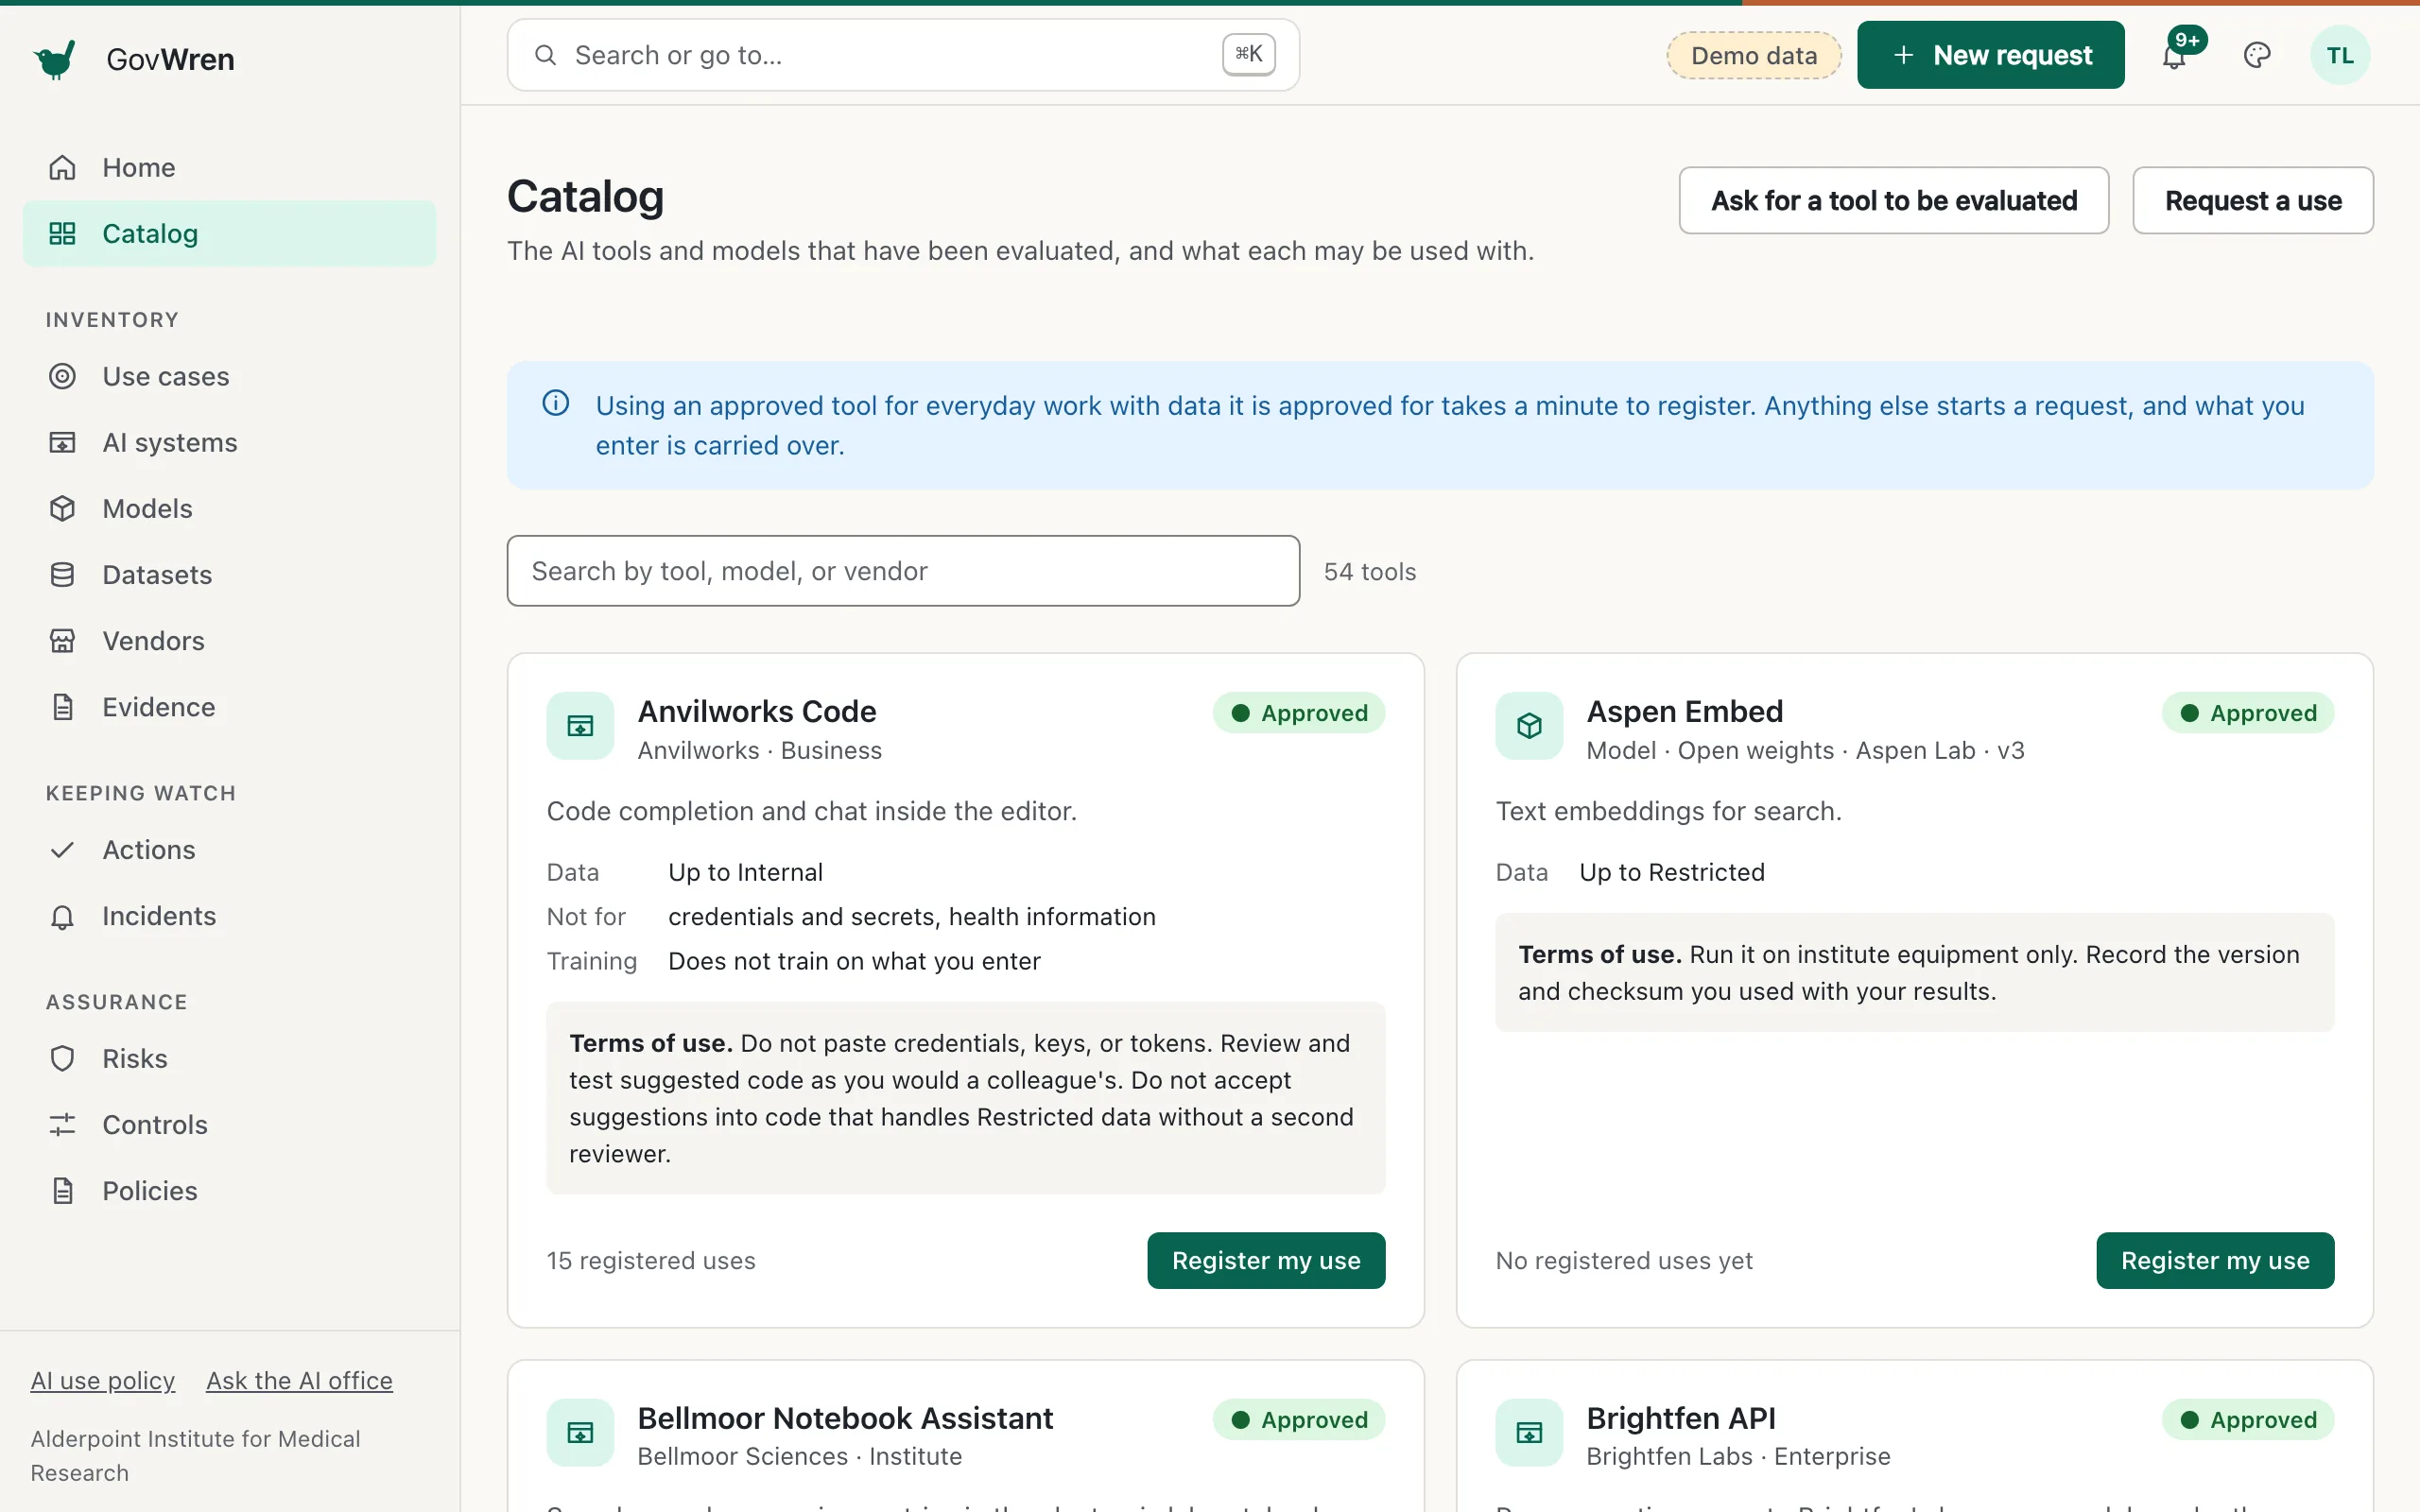 GovWren
Search or go to...
⌘K
Demo data
+ New request
9+
TL
Home
Catalog
INVENTORY
Use cases
AI systems
Models
Datasets
Vendors
Evidence
KEEPING WATCH
Actions
Incidents
ASSURANCE
Risks
Controls
Policies
AI use policy
Ask the AI office
Alderpoint Institute for Medical
Research
Catalog
The AI tools and models that have been evaluated, and what each may be used with.
Ask for a tool to be evaluated
Request a use
Using an approved tool for everyday work with data it is approved for takes a minute to register. Anything else starts a request, and what you
enter is carried over.
Search by tool, model, or vendor
54 tools
Anvilworks Code
Approved
Anvilworks · Business
Code completion and chat inside the editor.
Data Up to Internal
Not for credentials and secrets, health information
Training Does not train on what you enter
Terms of use. Do not paste credentials, keys, or tokens. Review and
test suggested code as you would a colleague's. Do not accept
suggestions into code that handles Restricted data without a second
reviewer.
15 registered uses
Register my use
Aspen Embed
Approved
Model · Open weights · Aspen Lab · v3
Text embeddings for search.
Data Up to Restricted
Terms of use. Run it on institute equipment only. Record the version
and checksum you used with your results.
No registered uses yet
Register my use
Bellmoor Notebook Assistant
Approved
Bellmoor Sciences · Institute
Brightfen API
Approved
Brightfen Labs · Enterprise